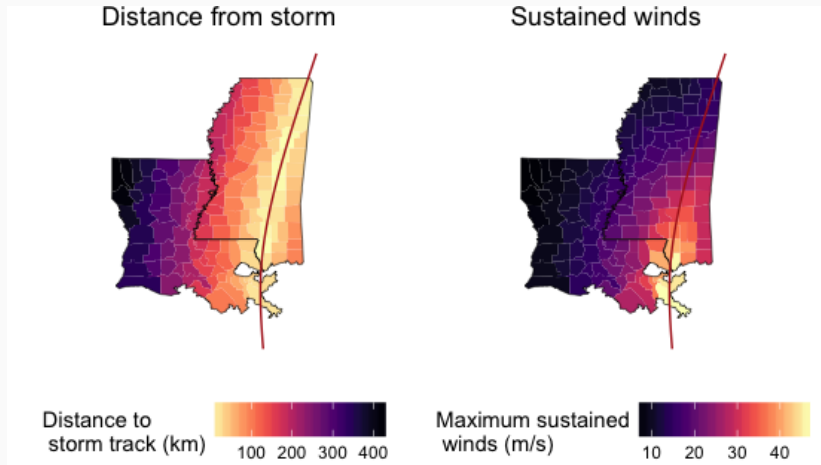 Distance from storm
Sustained winds
Distance to
storm track (km)
100 200 300 400
Maximum sustained
winds (m/s)
10 20 30 40